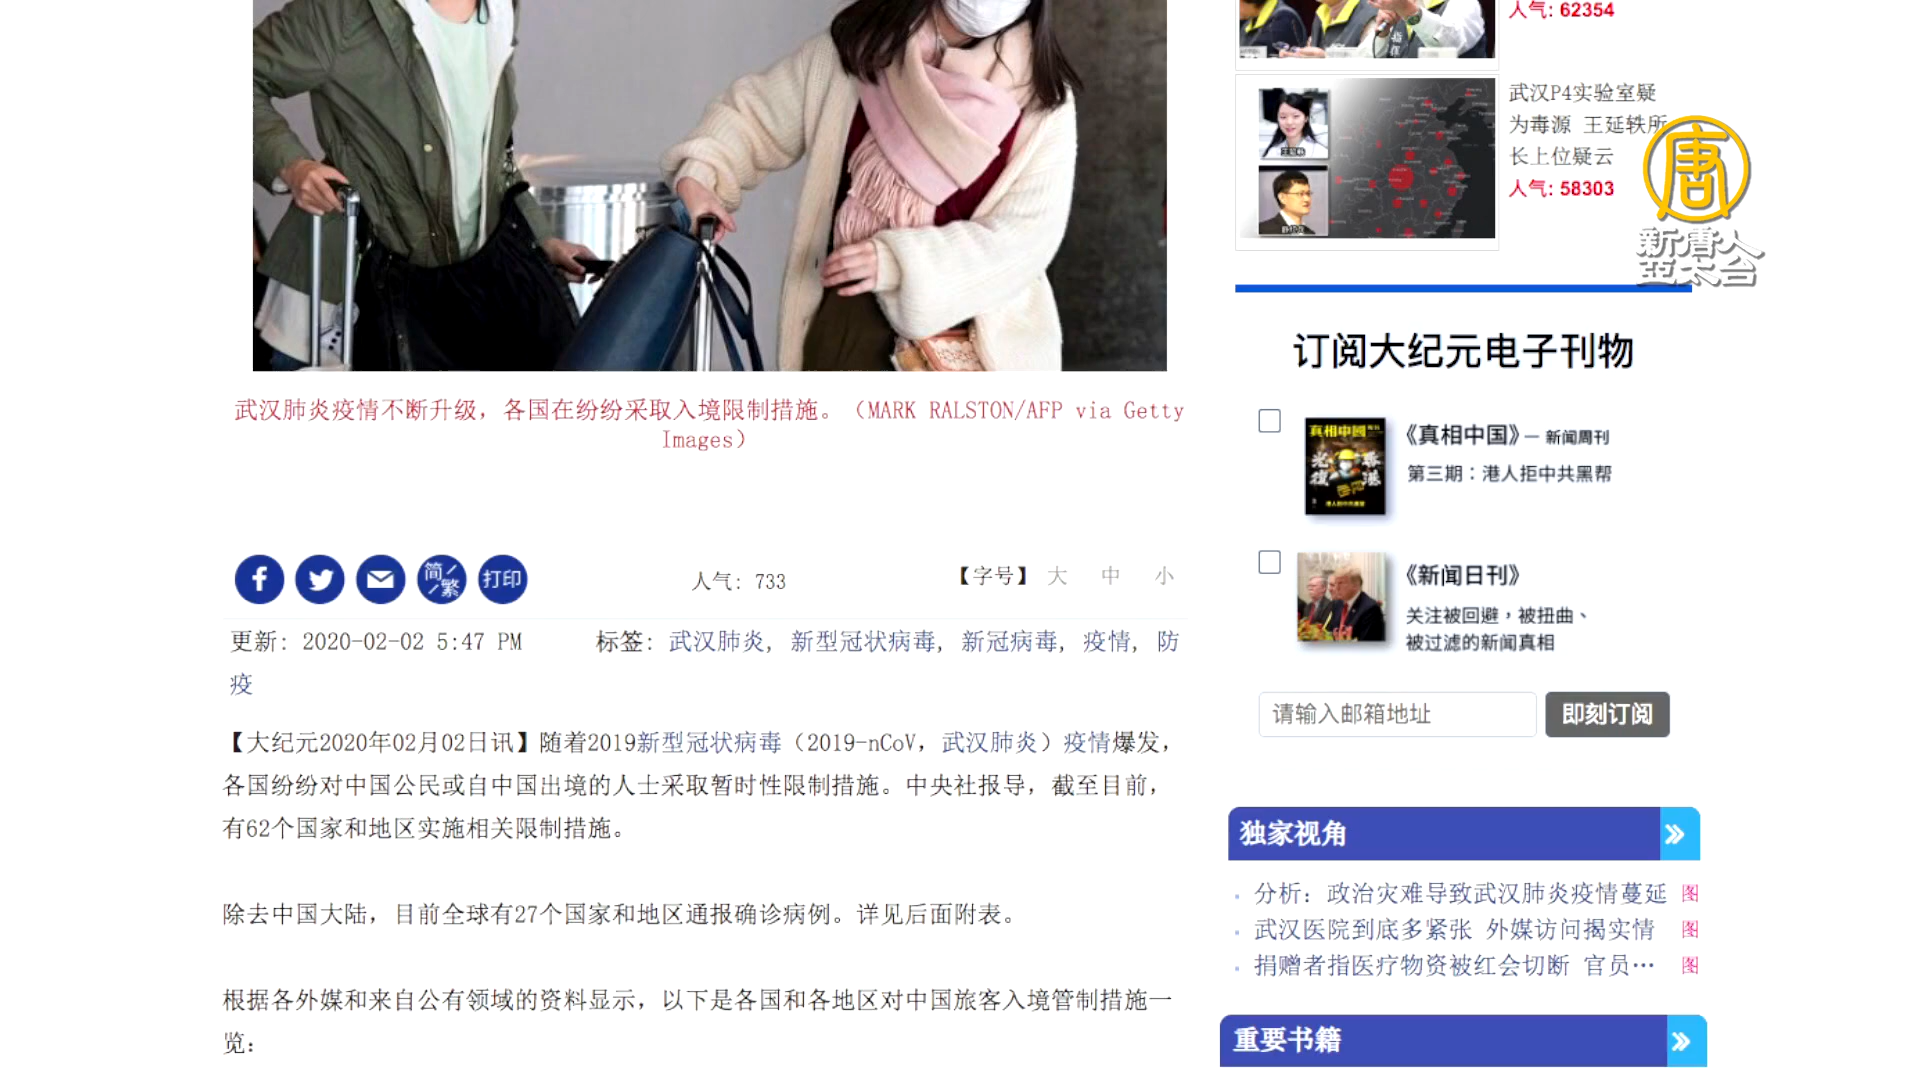 武汉肺炎疫情不断升级，各国在纷纷采取入境限制措施。（MARK RALSTON/AFP via Getty
Images）
简/繁
打印
人气: 733
【字号】 大 中 小
更新: 2020-02-02 5:47 PM 标签: 武汉肺炎, 新型冠状病毒, 新冠病毒, 疫情, 防
疫
【大纪元2020年02月02日讯】随着2019新型冠状病毒（2019-nCoV，武汉肺炎）疫情爆发，
各国纷纷对中国公民或自中国出境的人士采取暂时性限制措施。中央社报导，截至目前，
有62个国家和地区实施相关限制措施。
除去中国大陆，目前全球有27个国家和地区通报确诊病例。详见后面附表。
根据各外媒和来自公有领域的资料显示，以下是各国和各地区对中国旅客入境管制措施一
览：
人气: 62354
武汉P4实验室疑
为毒源 王延轶所
长上位疑云
人气: 58303
唐
新唐人
亞太台
订阅大纪元电子刊物
真相中國
《真相中国》— 新闻周刊
第三期：港人拒中共黑帮
《新闻日刊》
关注被回避，被扭曲、
被过滤的新闻真相
请输入邮箱地址
即刻订阅
独家视角
分析：政治灾难导致武汉肺炎疫情蔓延 图
武汉医院到底多紧张 外媒访问揭实情 图
捐赠者指医疗物资被红会切断 官员… 图
重要书籍